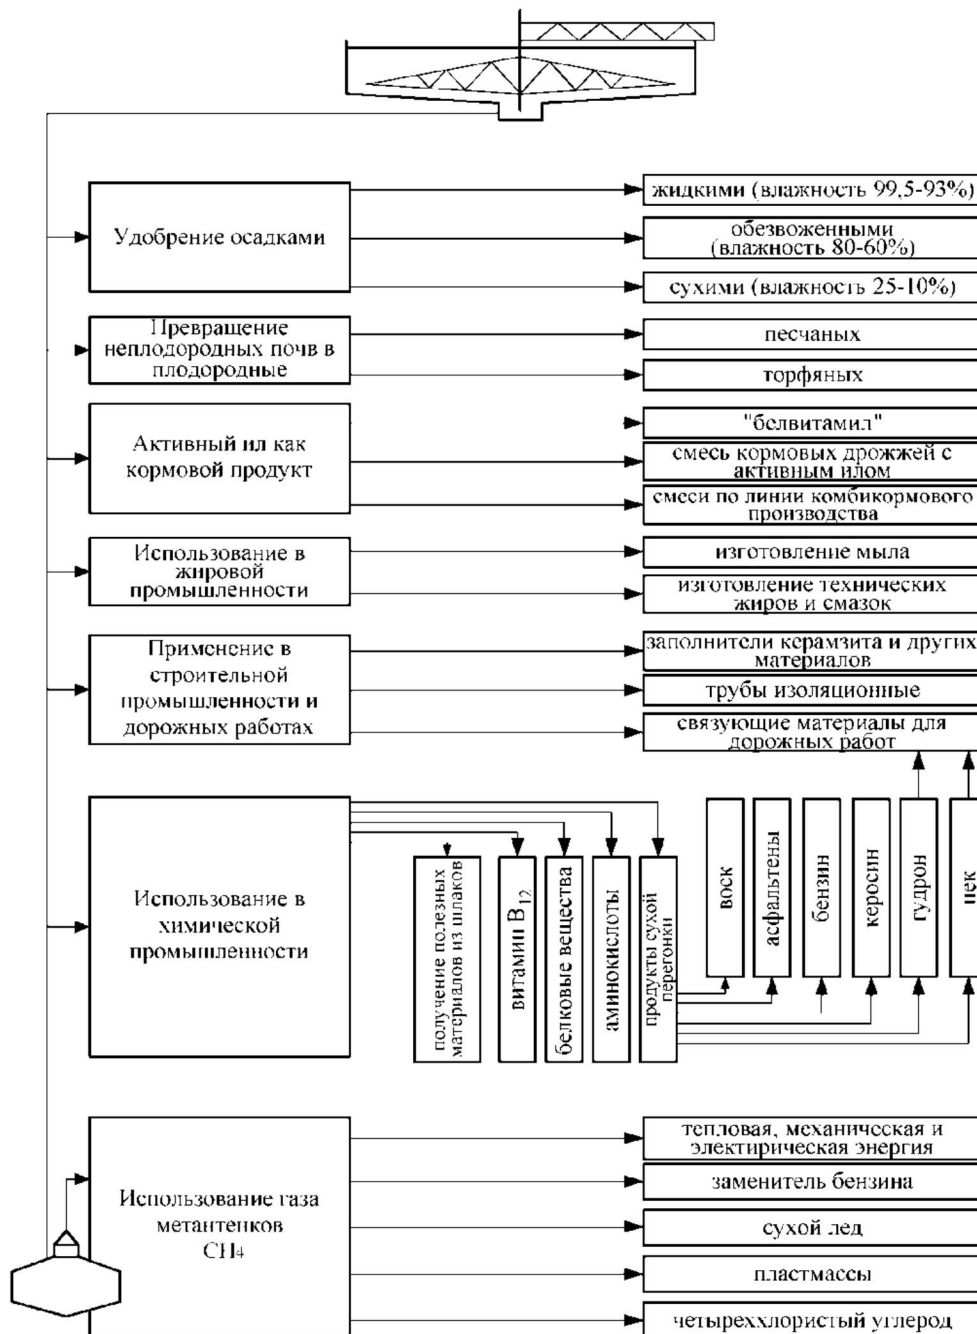 Удобрение осадками
жидкими (влажность 99,5-93%)
обезвоженными
(влажность 80-60%)
сухими (влажность 25-10%)
Превращение
неплодородных почв в
плодородные
песчаных
торфяных
Активный ил как
кормовой продукт
"белвитамил"
смесь кормовых дрожжей с
активным илом
смеси по линии комбикормового
производства
Использование в
жировой
промышленности
изготовление мыла
изготовление технических
жиров и смазок
Применение в
строительной
промышленности и
дорожных работах
заполнители керамзита и других
материалов
трубы изоляционные
связующие материалы для
дорожных работ
Использование в
химической
промышленности
получение полезных
материалов из шлаков
витамин B12
белковые вещества
аминокислоты
продукты сухой
перегонки
воск
асфальтены
бензин
керосин
гудрон
пек
Использование газа
метантенков
CH4
тепловая, механическая и
электирическая энергия
заменитель бензина
сухой лед
пластмассы
четыреххлористый углерод